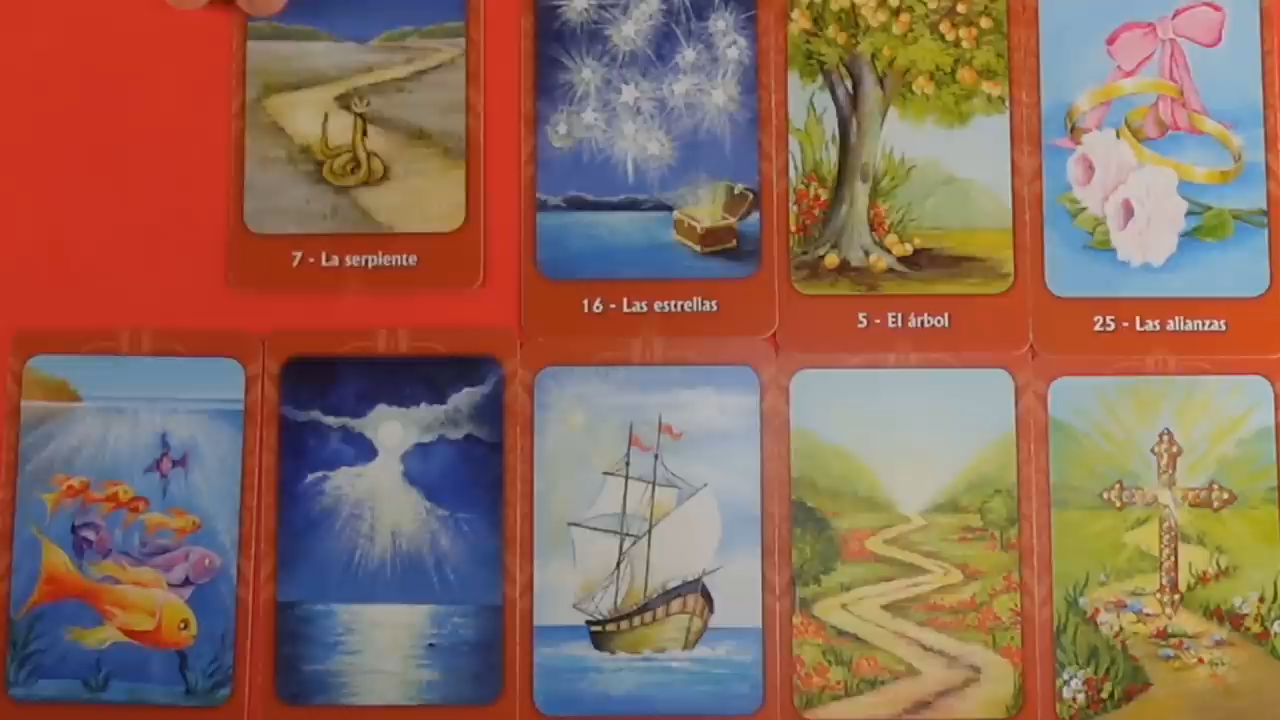 7 - La serpiente
16 - Las estrellas
5 - El árbol
25 - Las alianzas